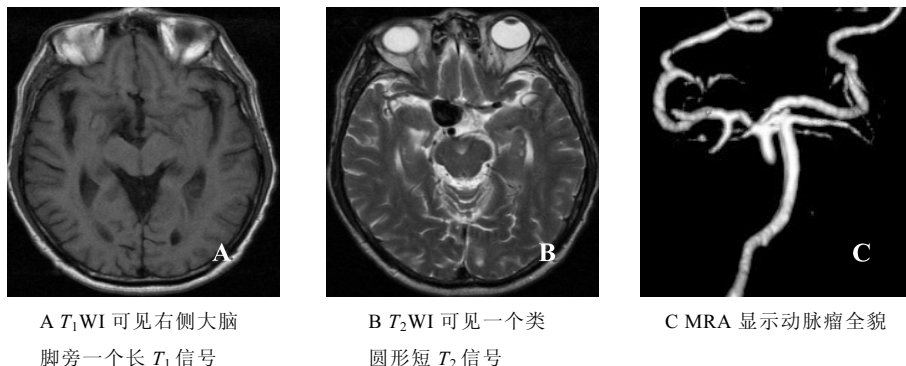 A
B
C
A T₁WI 可见右侧大脑
脚旁一个长 T₁ 信号
B T₂WI 可见一个类
圆形短 T₂ 信号
C MRA 显示动脉瘤全貌